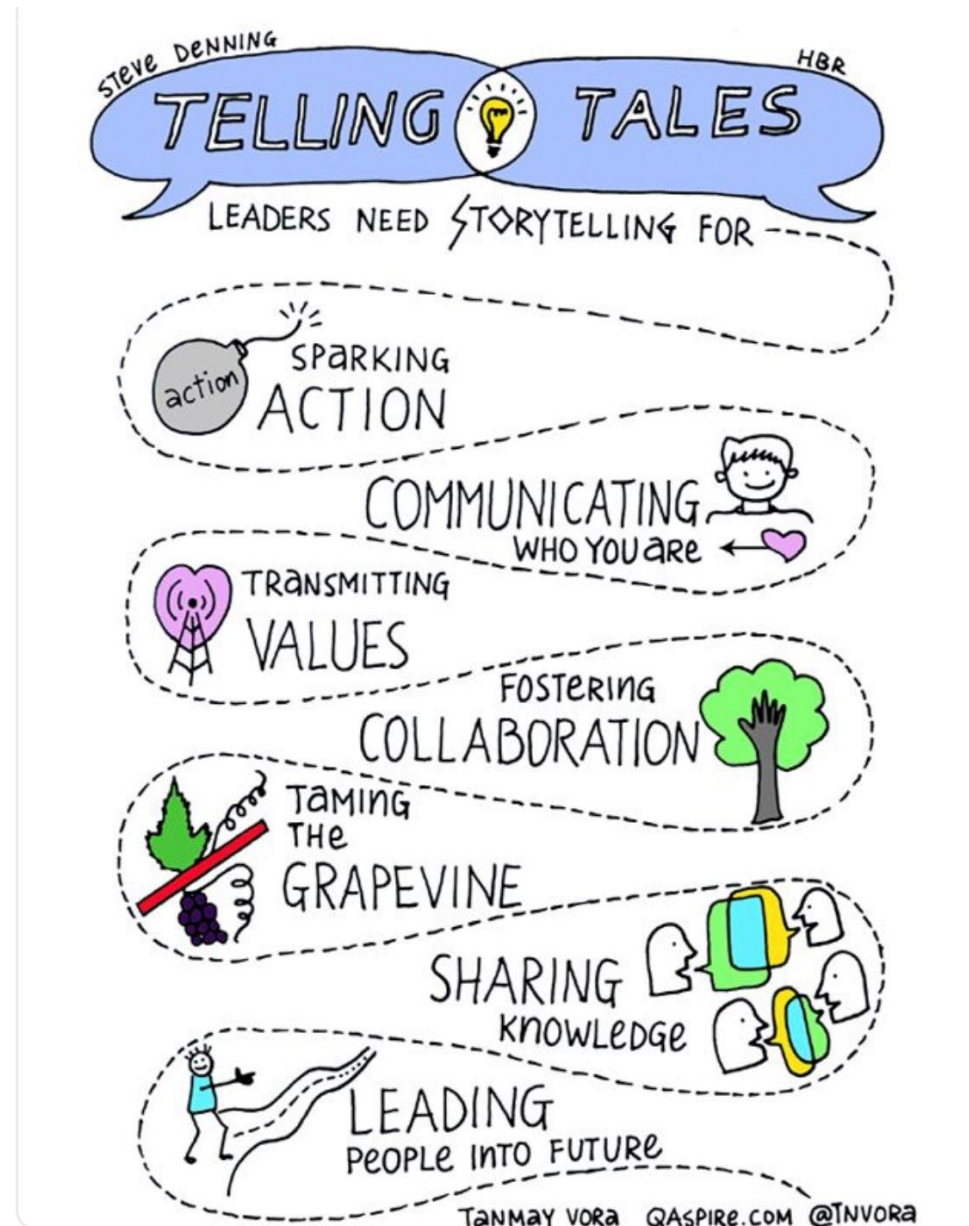 STEVE DENNING
HBR
TELLING TALES
LEADERS NEED STORYTELLING FOR
action
SPARKING
ACTION
COMMUNICATING
WHO YOU ARE
TRANSMITTING
VALUES
FOSTERING
COLLABORATION
TAMING
THE
GRAPEVINE
SHARING
KNOWLEDGE
LEADING
PEOPLE INTO FUTURE
TANMAY VORA QASPIRE.COM @TNVORA